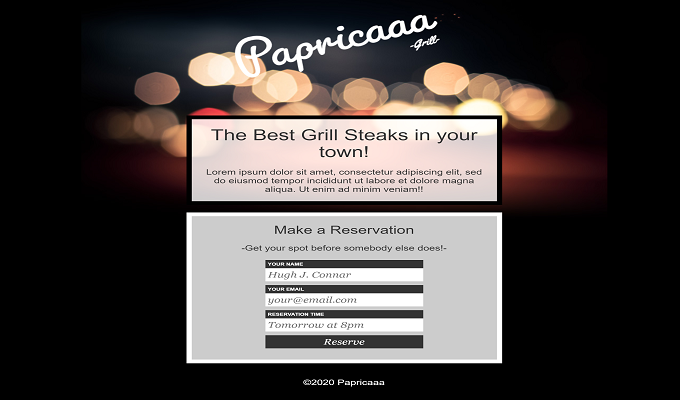 Papricaaa
-Grill-
The Best Grill Steaks in your
town!
Lorem ipsum dolor sit amet, consectetur adipiscing elit, sed
do eiusmod tempor incididunt ut labore et dolore magna
aliqua. Ut enim ad minim veniam!!
Make a Reservation
-Get your spot before somebody else does!-
YOUR NAME
Hugh J. Connar
YOUR EMAIL
your@email.com
RESERVATION TIME
Tomorrow at 8pm
Reserve
©2020 Papricaaa